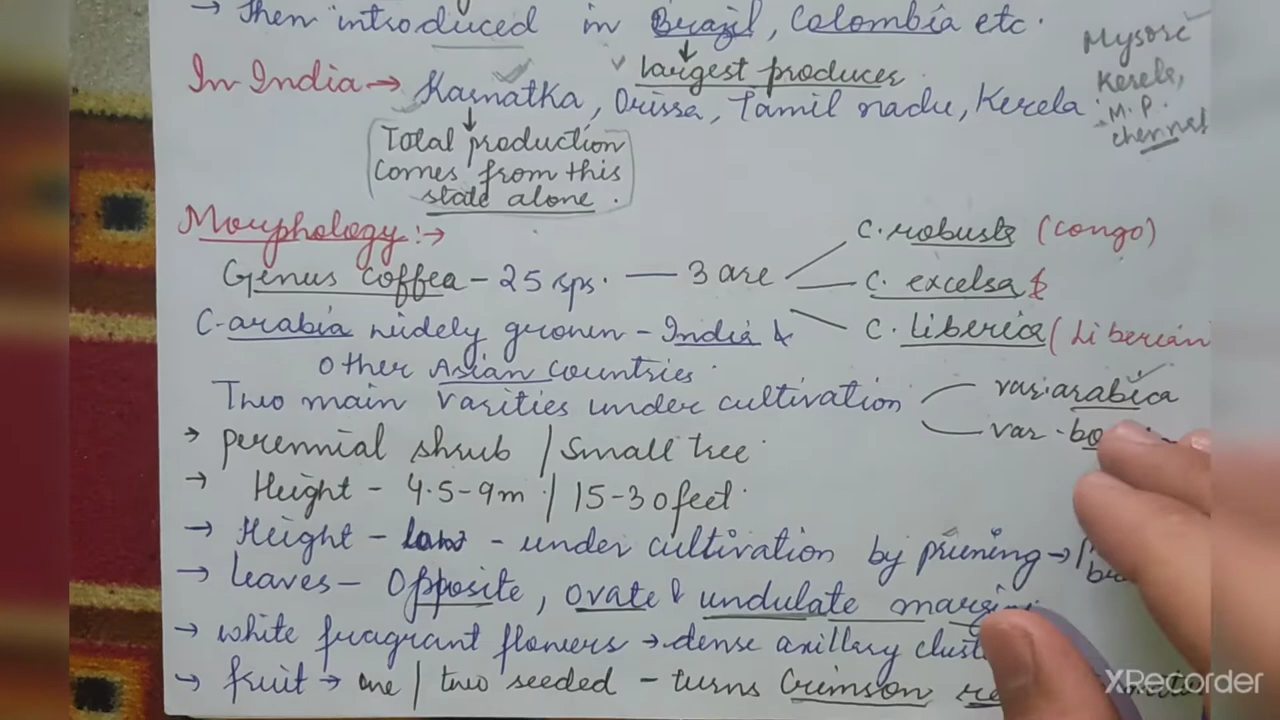 → Then introduced in Brazil, Colombia etc.
↓
largest produces
Mysore
Kerela,
M.P.
chennai
In India → Karnatka, Orissa, Tamil nadu, Kerela
↓
Total production
Comes from this
state alone.
Morphology :→
Genus coffea - 25 sps. — 3 are
C. robusta (congo)
C. excelsa &
C. liberica (Liberian
C-arabia widely grown - India &
other Asian countries.
Two main varities under cultivation
var. arabica
var - bo
→ perennial shrub / Small tree
→ Height - 4.5-9m / 15-30 feet.
→ Height - low - under cultivation by pruning →
→ Leaves - Opposite, ovate & undulate margin
→ white fragrant flowers → dense axillary clust
→ fruit → one / two seeded - turns Crimson
XRecorder